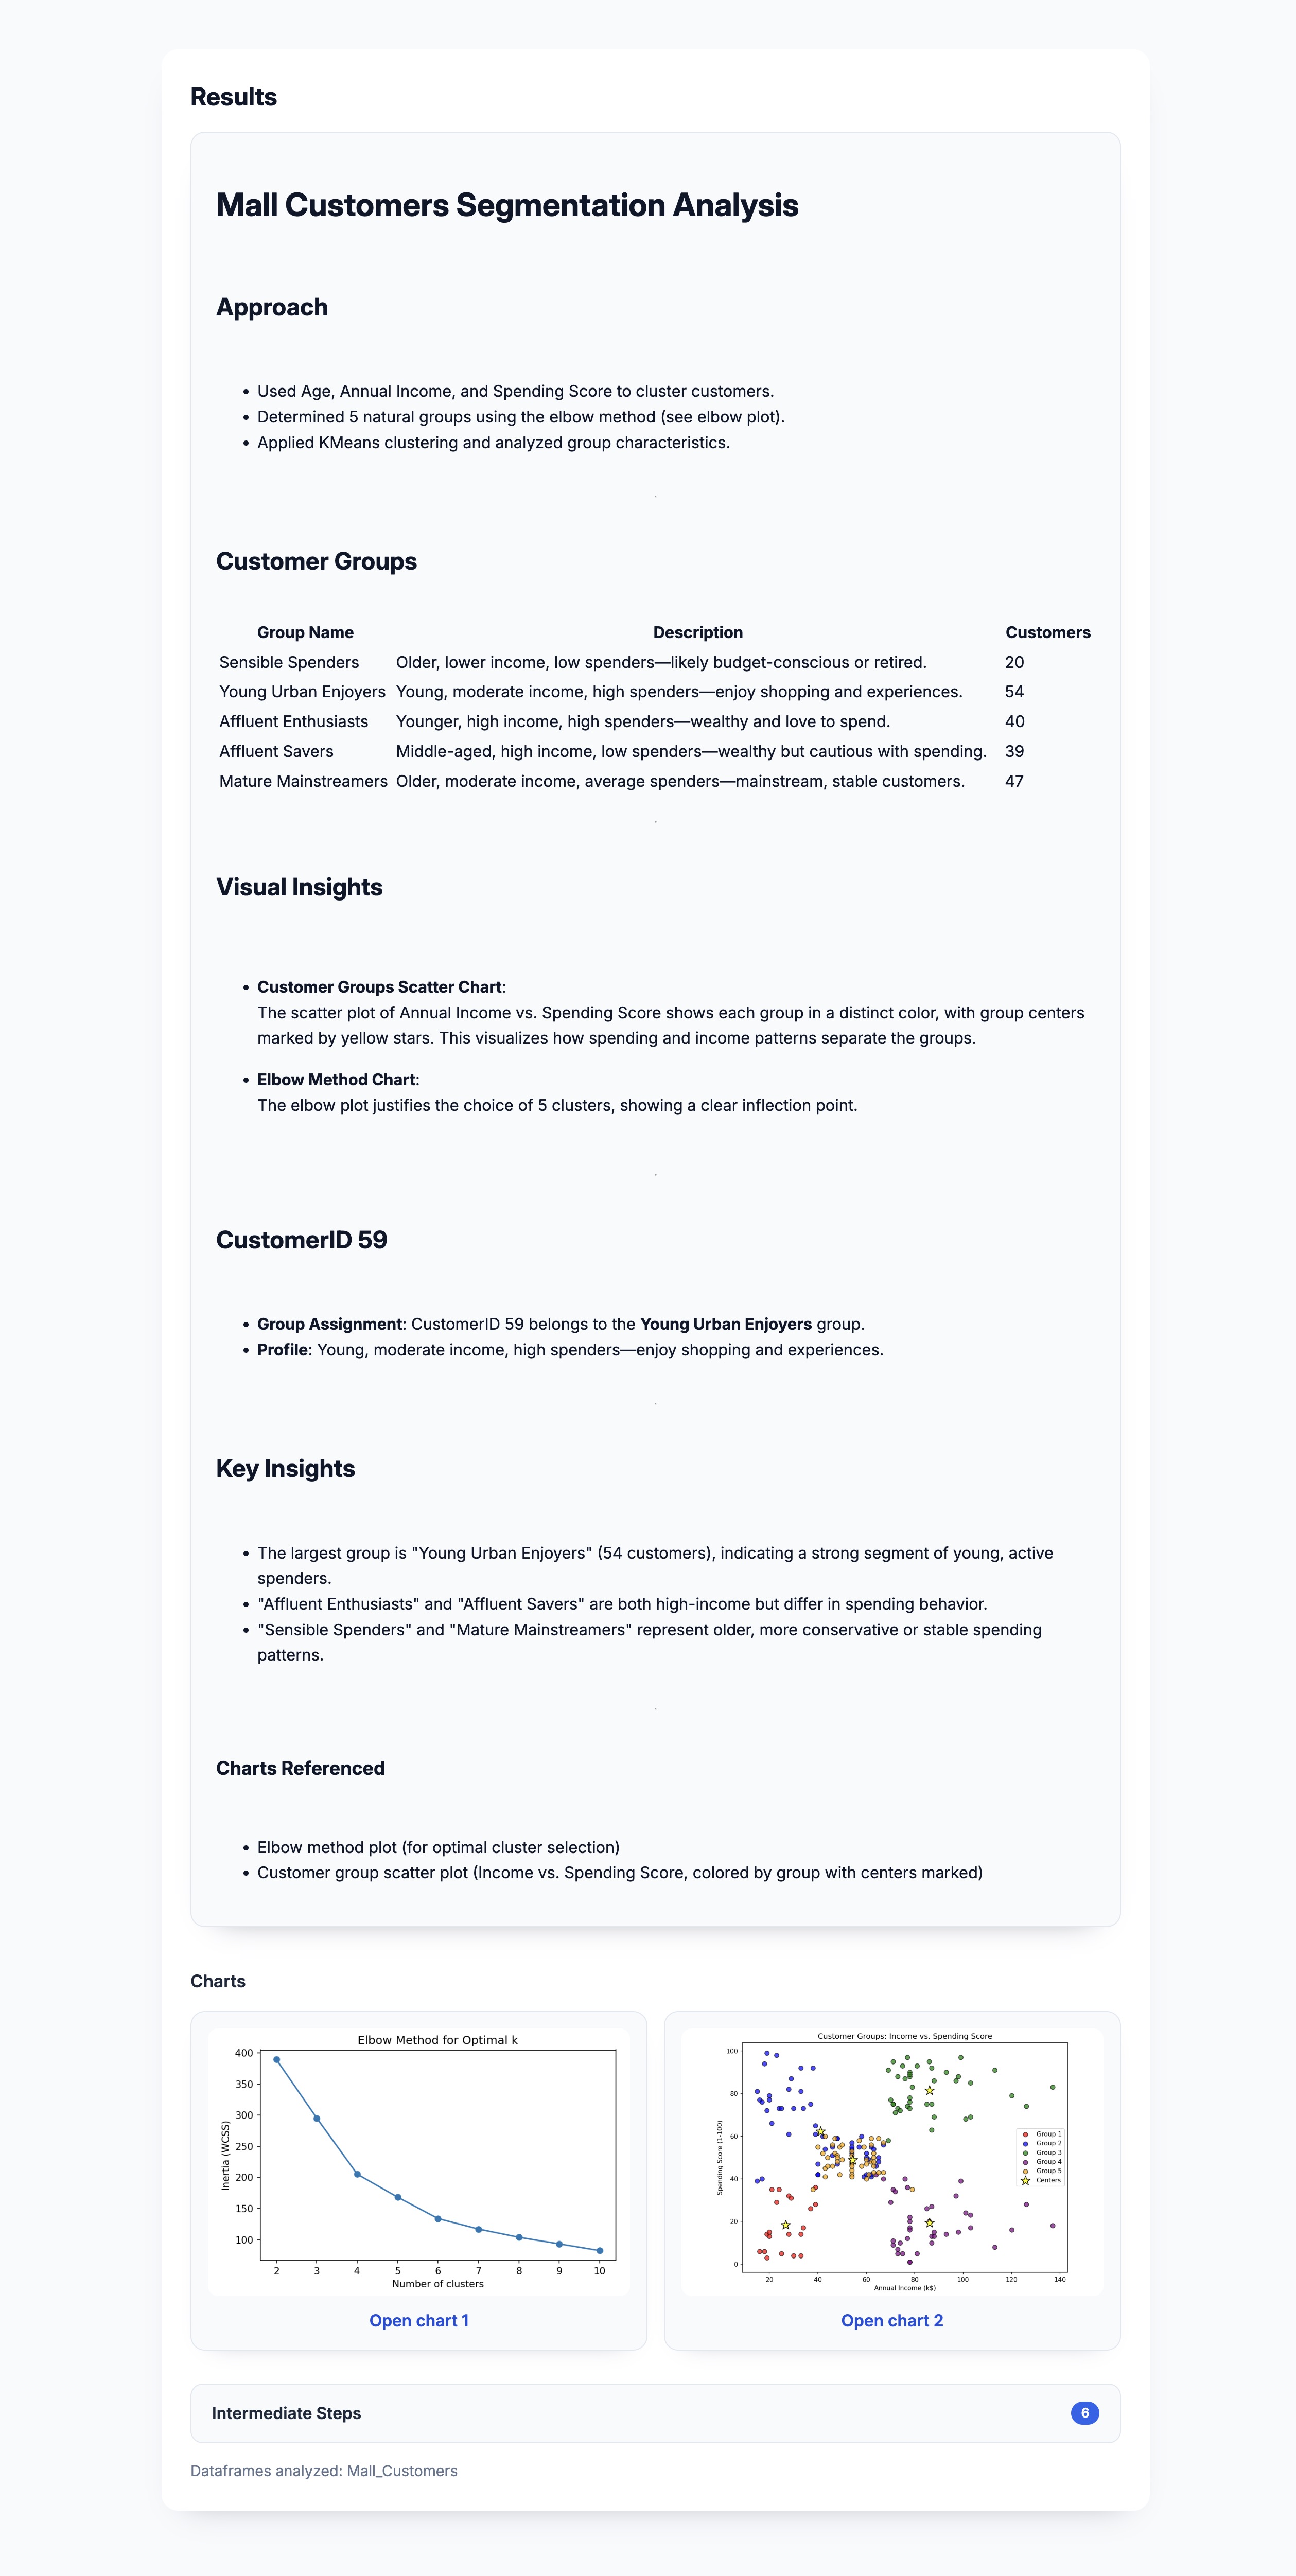 Results
Mall Customers Segmentation Analysis
Approach
• Used Age, Annual Income, and Spending Score to cluster customers.
• Determined 5 natural groups using the elbow method (see elbow plot).
• Applied KMeans clustering and analyzed group characteristics.
Customer Groups
Group Name Description Customers
Sensible Spenders Older, lower income, low spenders—likely budget-conscious or retired. 20
Young Urban Enjoyers Young, moderate income, high spenders—enjoy shopping and experiences. 54
Affluent Enthusiasts Younger, high income, high spenders—wealthy and love to spend. 40
Affluent Savers Middle-aged, high income, low spenders—wealthy but cautious with spending. 39
Mature Mainstreamers Older, moderate income, average spenders—mainstream, stable customers. 47
Visual Insights
• Customer Groups Scatter Chart:
The scatter plot of Annual Income vs. Spending Score shows each group in a distinct color, with group centers
marked by yellow stars. This visualizes how spending and income patterns separate the groups.
• Elbow Method Chart:
The elbow plot justifies the choice of 5 clusters, showing a clear inflection point.
CustomerID 59
• Group Assignment: CustomerID 59 belongs to the Young Urban Enjoyers group.
• Profile: Young, moderate income, high spenders—enjoy shopping and experiences.
Key Insights
• The largest group is "Young Urban Enjoyers" (54 customers), indicating a strong segment of young, active
spenders.
• "Affluent Enthusiasts" and "Affluent Savers" are both high-income but differ in spending behavior.
• "Sensible Spenders" and "Mature Mainstreamers" represent older, more conservative or stable spending
patterns.
Charts Referenced
• Elbow method plot (for optimal cluster selection)
• Customer group scatter plot (Income vs. Spending Score, colored by group with centers marked)
Charts
Elbow Method for Optimal k
400
350
300
250
200
150
100
Inertia (WCSS)
2 3 4 5 6 7 8 9 10
Number of clusters
Open chart 1
Customer Groups: Income vs. Spending Score
100
80
60
40
20
0
Spending Score (1-100)
Group 1
Group 2
Group 3
Group 4
Group 5
Centers
20 40 60 80 100 120 140
Annual Income (k$)
Open chart 2
Intermediate Steps 6
Dataframes analyzed: Mall_Customers